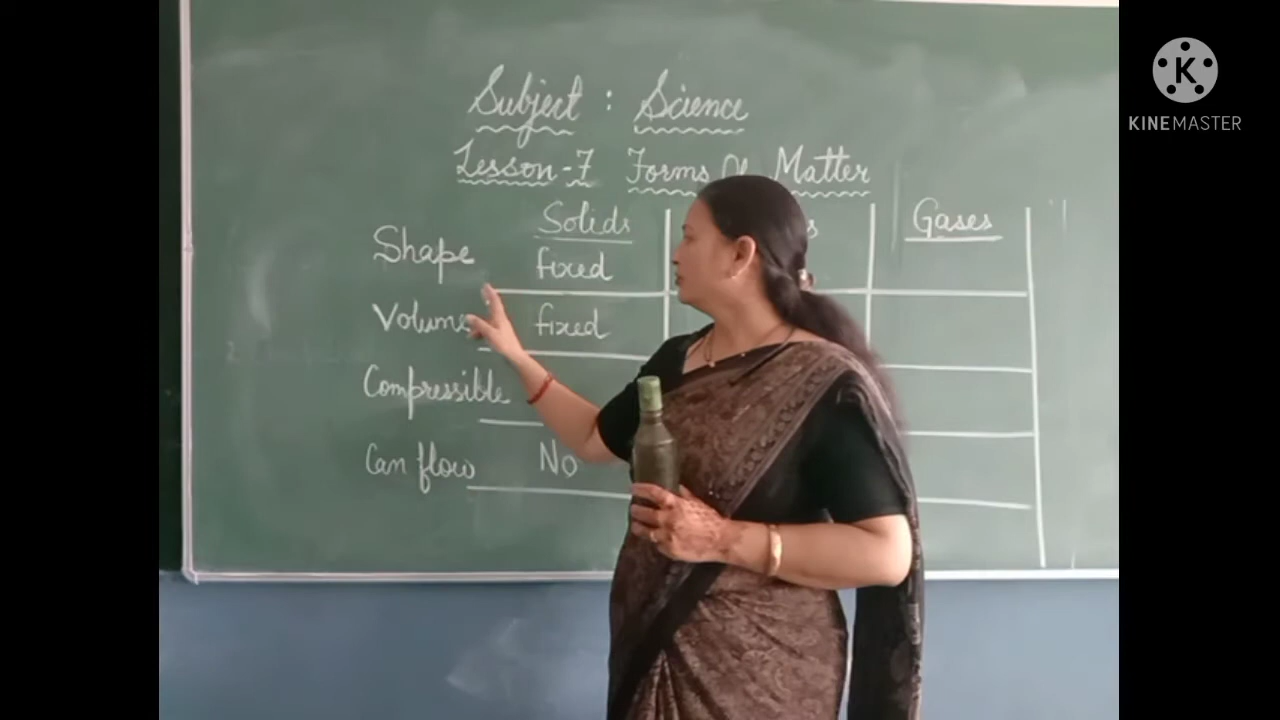 Subject : Science
Lesson-7 Forms Of Matter
Solids Gases
Shape fixed
Volume fixed
Compressible
Can flow No
KINEMASTER